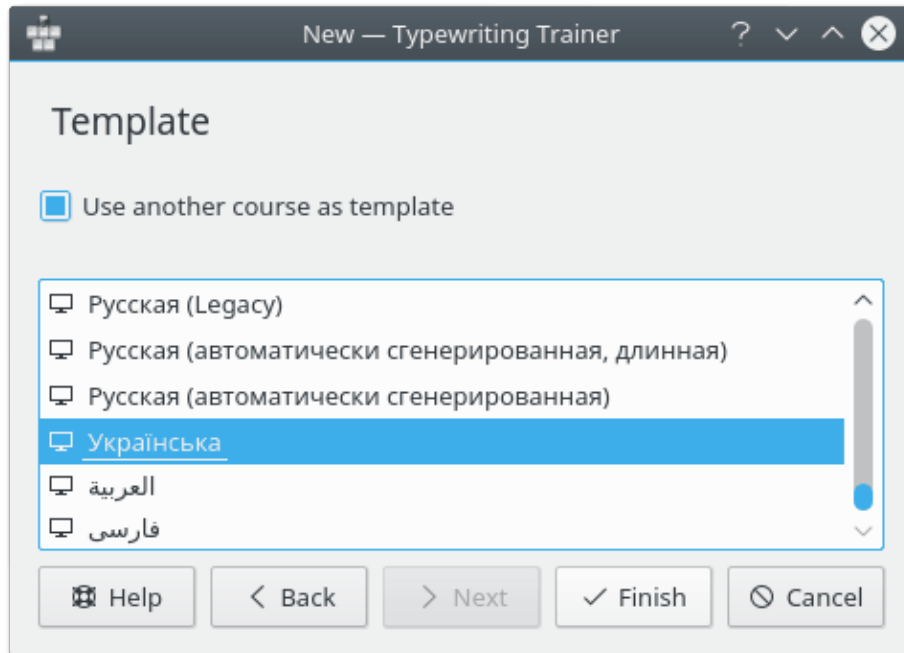 New — Typewriting Trainer
Template
Use another course as template
Русская (Legacy)
Русская (автоматически сгенерированная, длинная)
Русская (автоматически сгенерированная)
Українська
العربية
فارسی
Help
Back
Next
Finish
Cancel